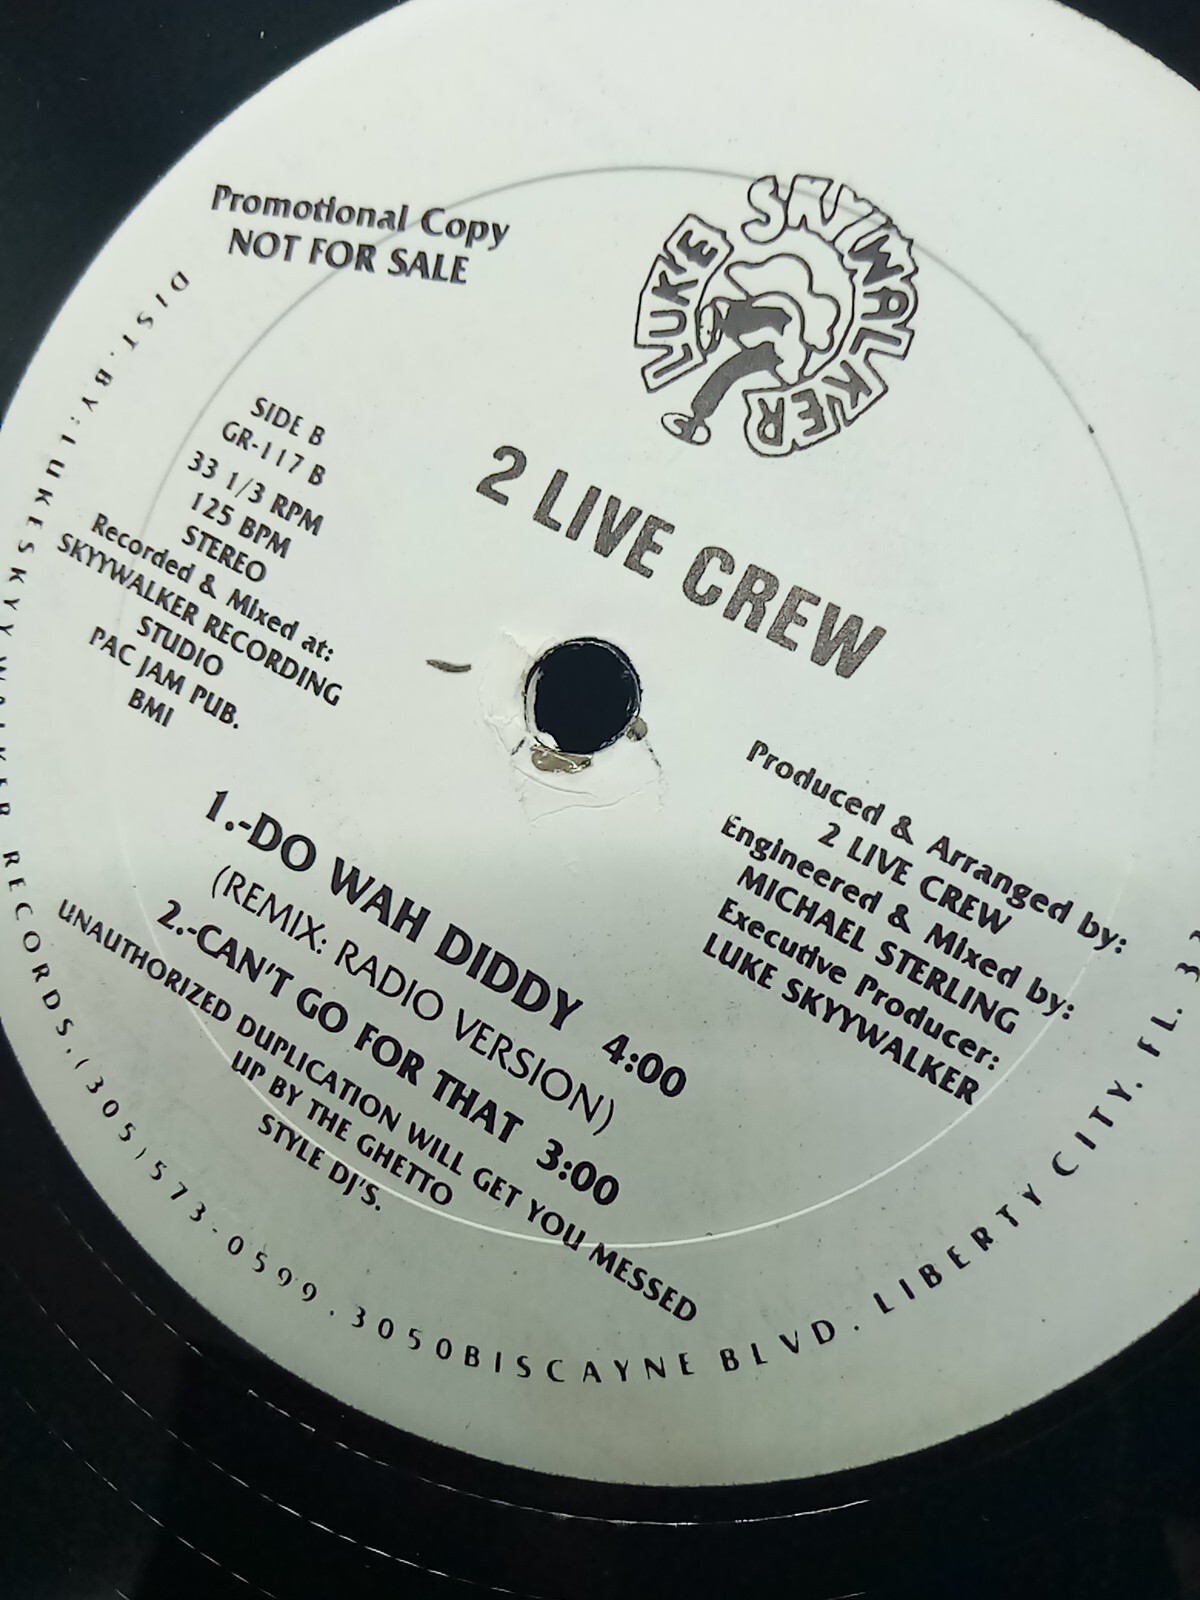 Promotional Copy
NOT FOR SALE
LUKE
SKYYWALKER
2 LIVE CREW
SIDE B
GR-117 B
33 1/3 RPM
125 BPM
STEREO
Recorded & Mixed at:
SKYYWALKER RECORDING
STUDIO
PAC JAM PUB.
BMI
Produced & Arranged by:
2 LIVE CREW
Engineered & Mixed by:
MICHAEL STERLING
Executive Producer:
LUKE SKYYWALKER
1.-DO WAH DIDDY 4:00
(REMIX: RADIO VERSION)
2.-CAN'T GO FOR THAT 3:00
UNAUTHORIZED DUPLICATION WILL GET YOU MESSED
UP BY THE GHETTO
STYLE DJ'S.
DIST. BY: LUKE SKYYWALKER RECORDS. (305) 573-0599. 3050 BISCAYNE BLVD. LIBERTY CITY. FL.